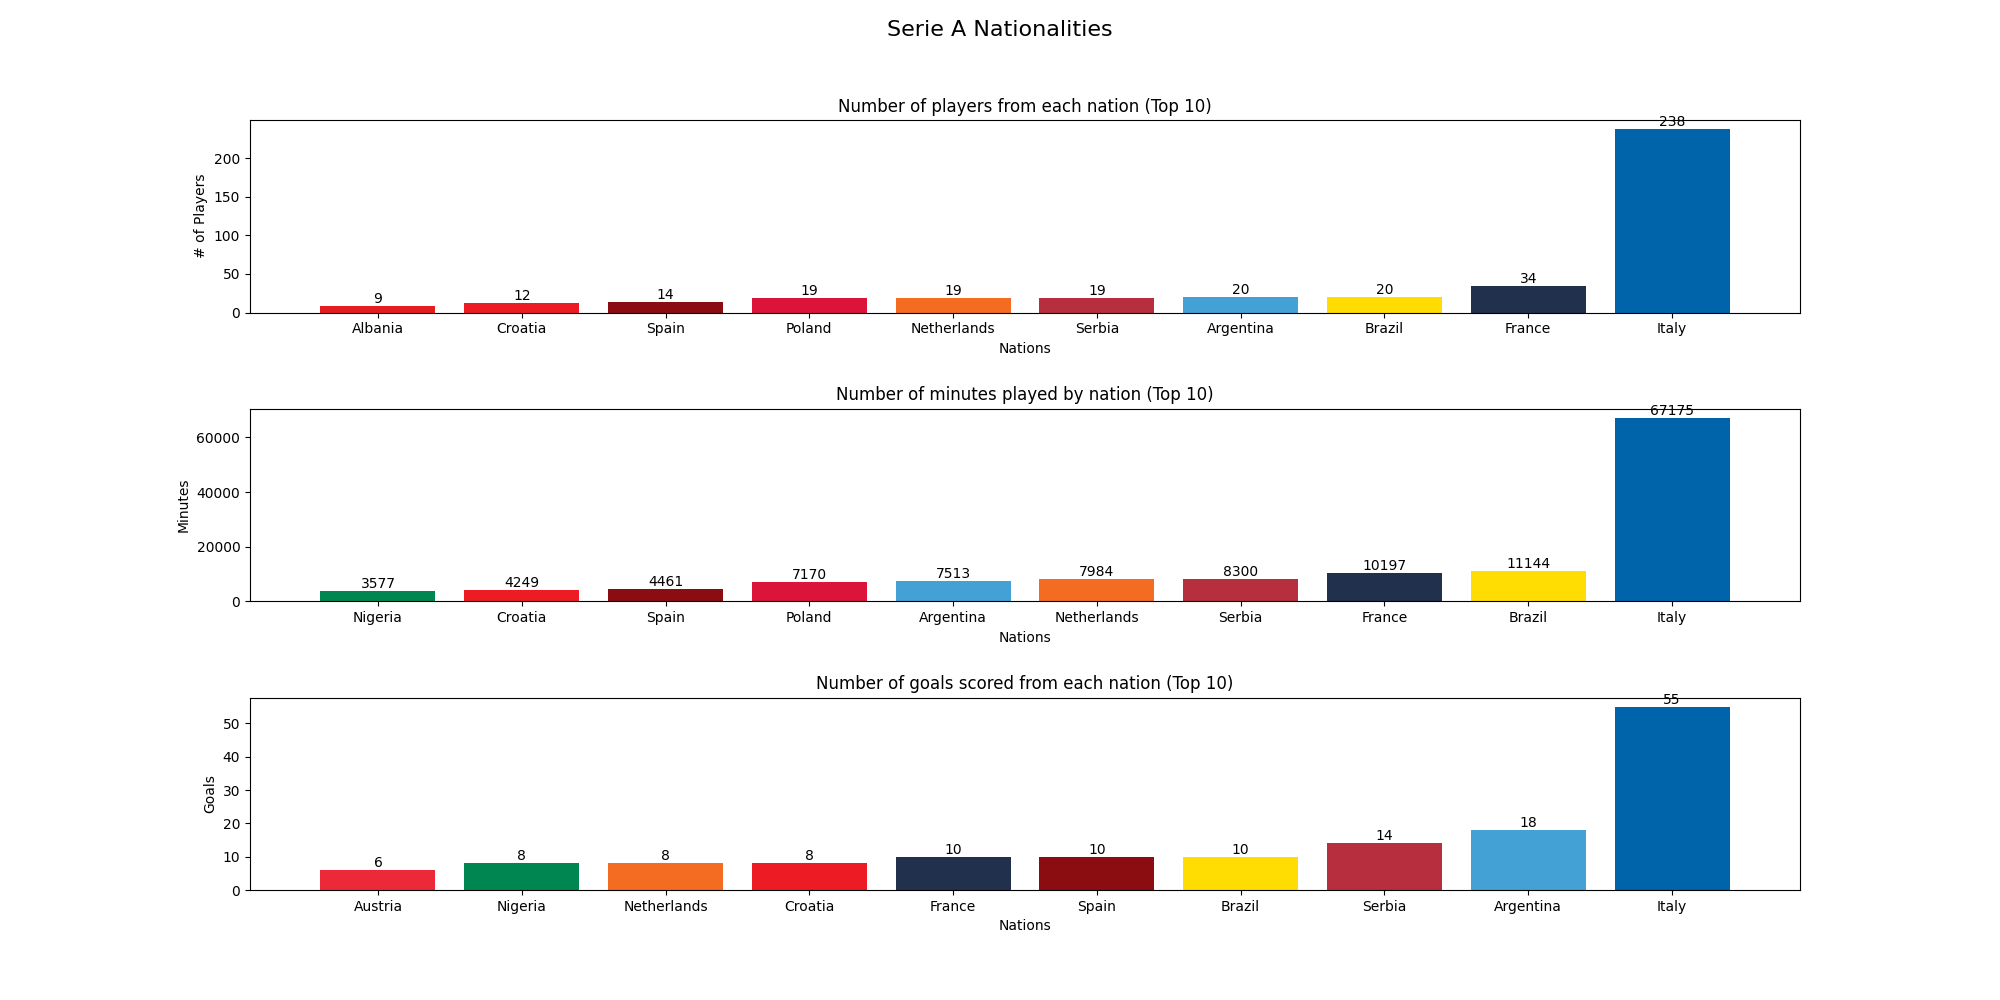 Serie A Nationalities
Number of players from each nation (Top 10)
# of Players
200
150
100
50
0
9 12 14 19 19 19 20 20 34 238
Albania Croatia Spain Poland Netherlands Serbia Argentina Brazil France Italy
Nations
Number of minutes played by nation (Top 10)
Minutes
60000
40000
20000
0
3577 4249 4461 7170 7513 7984 8300 10197 11144 67175
Nigeria Croatia Spain Poland Argentina Netherlands Serbia France Brazil Italy
Nations
Number of goals scored from each nation (Top 10)
Goals
50
40
30
20
10
0
6 8 8 8 10 10 10 14 18 55
Austria Nigeria Netherlands Croatia France Spain Brazil Serbia Argentina Italy
Nations